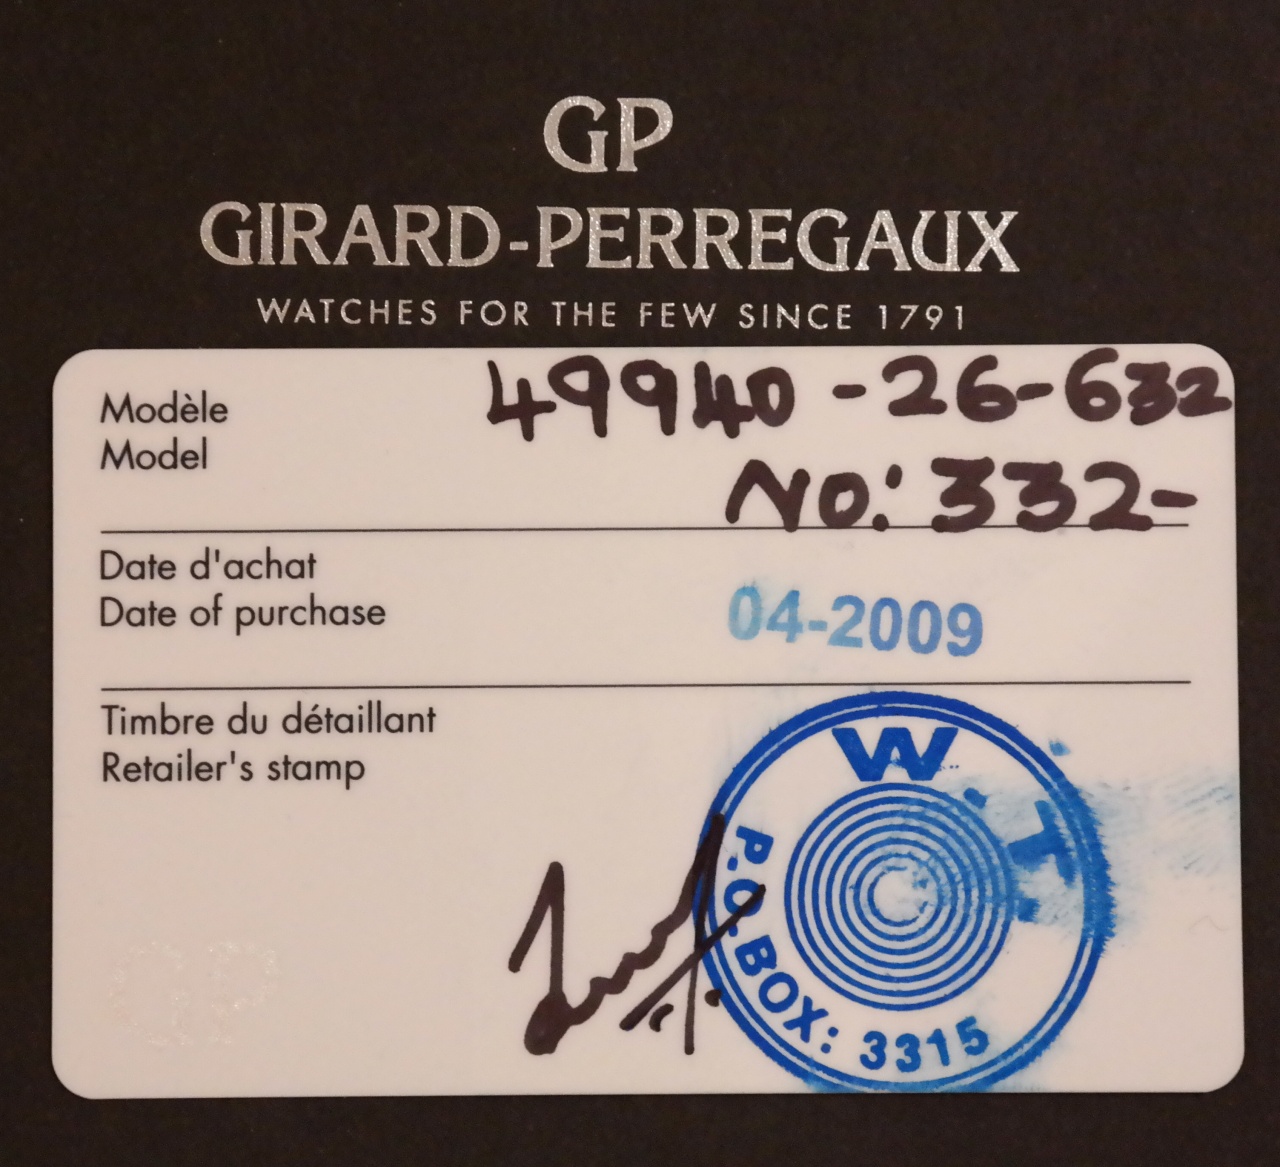 GP
GIRARD-PERREGAUX
WATCHES FOR THE FEW SINCE 1791
Modèle
Model
49940-26-632
No: 332-
Date d'achat
Date of purchase
04-2009
Timbre du détaillant
Retailer's stamp
W.T.
P.O. BOX: 3315
GP